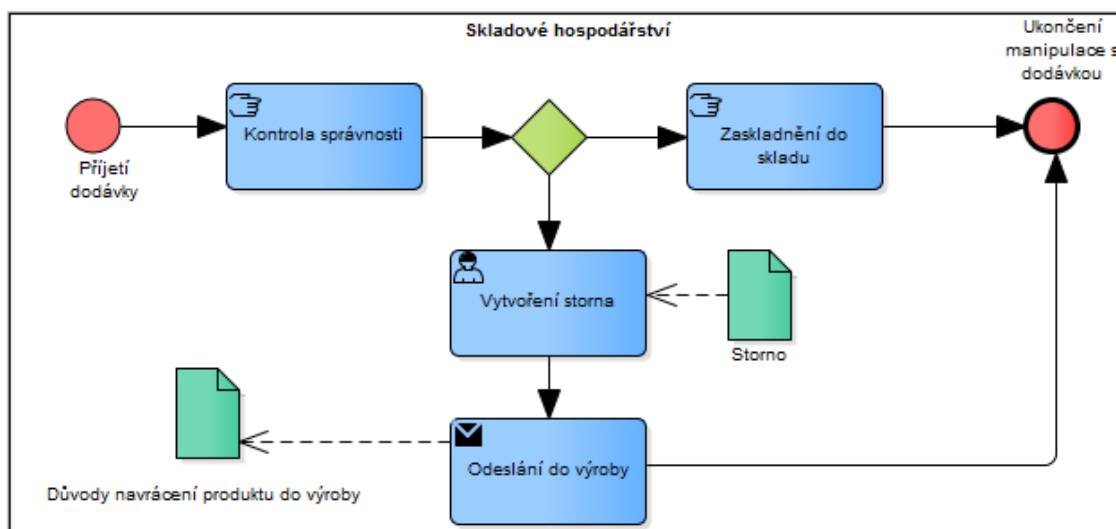 Skladové hospodářství
Ukončení
manipulace s
dodávkou
Kontrola správnosti
Zaskladnění do
skladu
Příjetí
dodávky
Vytvoření storna
Storno
Odeslání do výroby
Důvody navrácení produktu do výroby